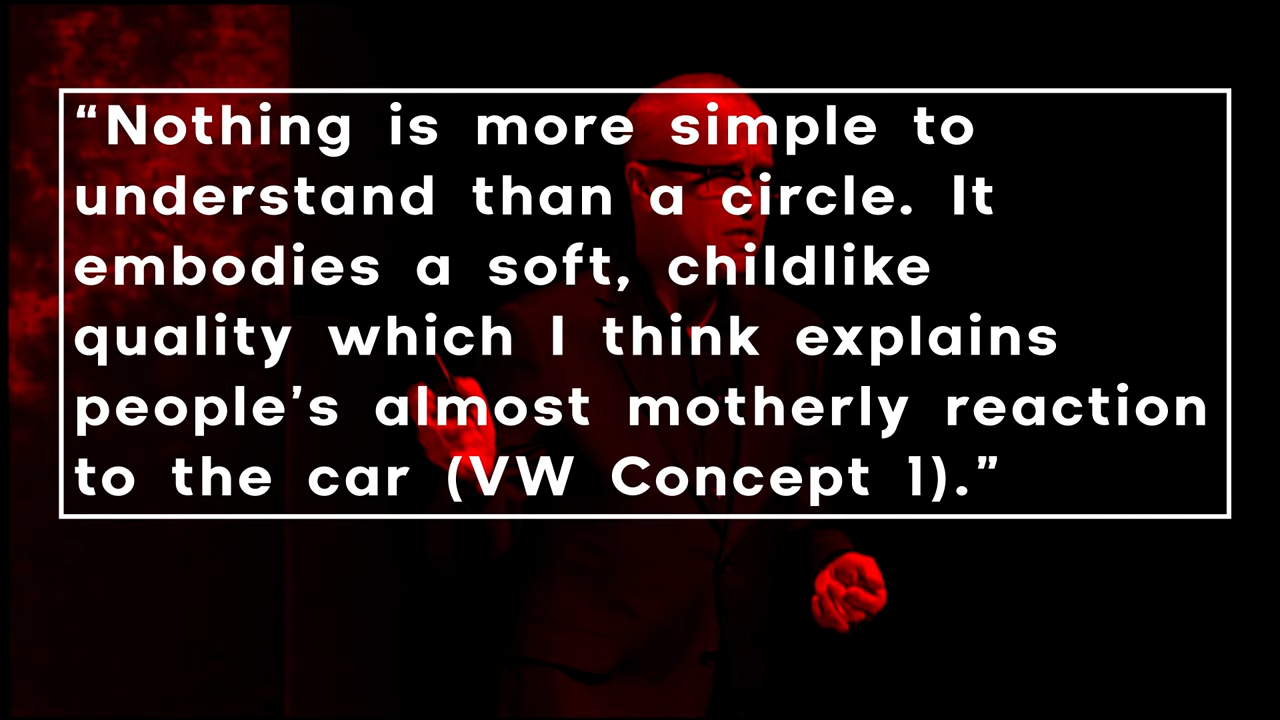 “Nothing is more simple to
understand than a circle. It
embodies a soft, childlike
quality which I think explains
people’s almost motherly reaction
to the car (VW Concept 1).”